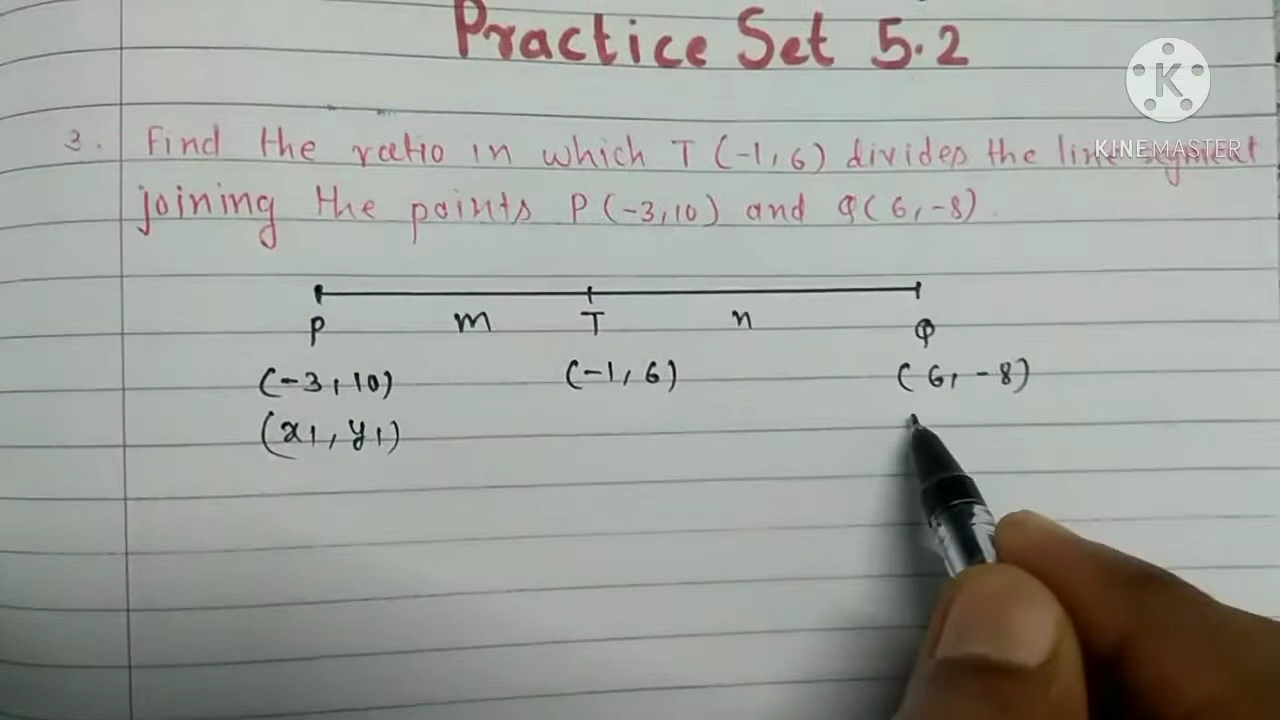 Practice Set 5.2
K
KINEMASTER
3. Find the ratio in which T (-1, 6) divides the line segment
joining the points P (-3, 10) and Q (6, -8).
P m T n Q
(-3, 10) (-1, 6) (6, -8)
(x1, y1)